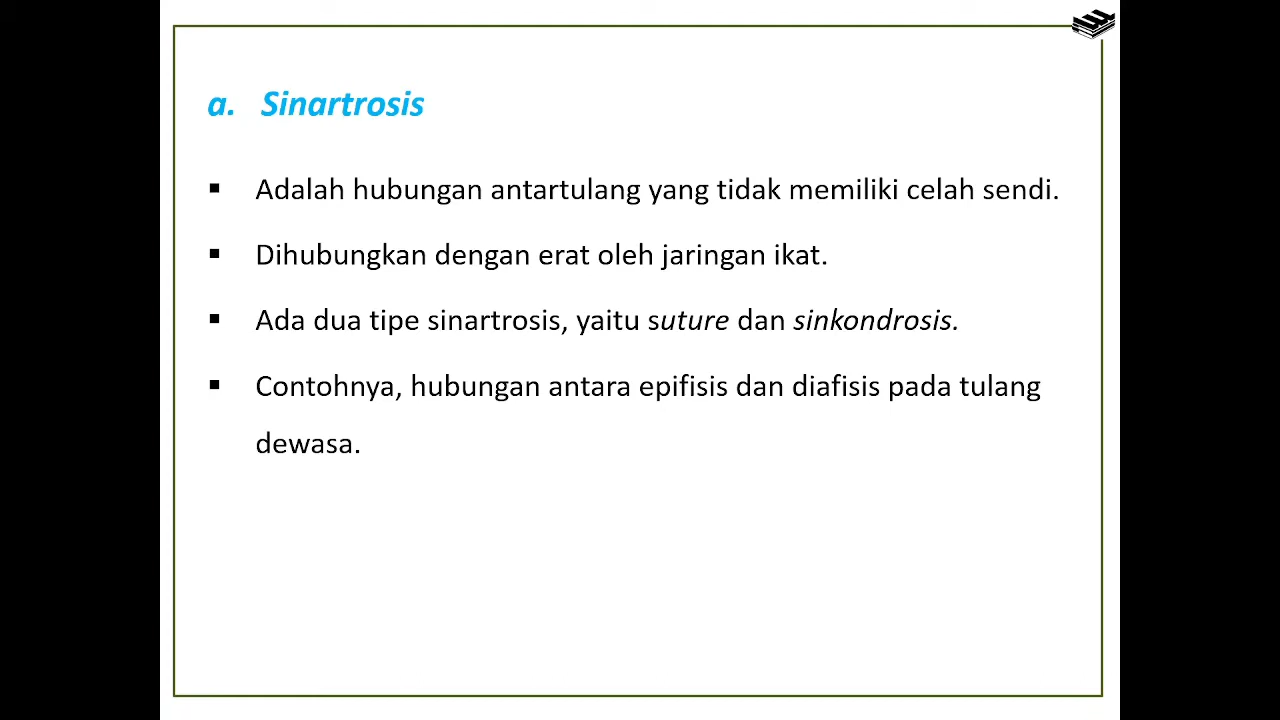 a. Sinartrosis
▪ Adalah hubungan antartulang yang tidak memiliki celah sendi.
▪ Dihubungkan dengan erat oleh jaringan ikat.
▪ Ada dua tipe sinartrosis, yaitu suture dan sinkondrosis.
▪ Contohnya, hubungan antara epifisis dan diafisis pada tulang
dewasa.